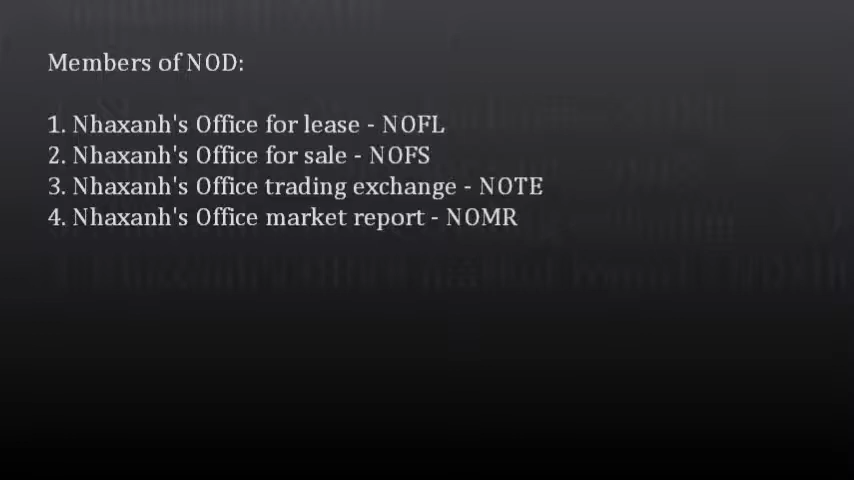 Members of NOD:
1. Nhaxanh's Office for lease - NOFL
2. Nhaxanh's Office for sale - NOFS
3. Nhaxanh's Office trading exchange - NOTE
4. Nhaxanh's Office market report - NOMR